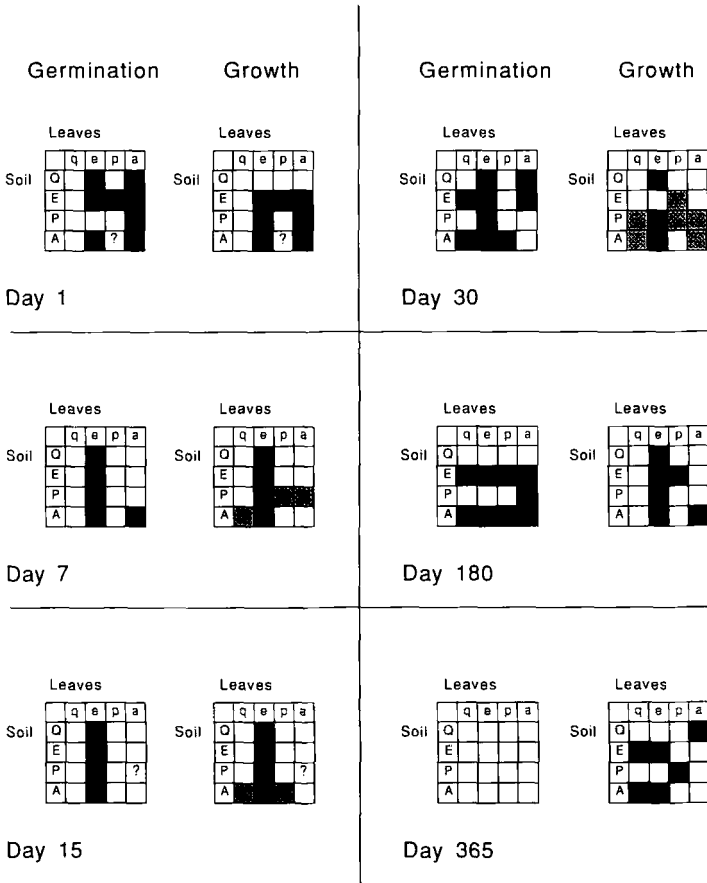 Germination Growth
Leaves
q e p a
Soil Q
E
P
A ?
Leaves
q e p a
Soil Q
E
P
A ?
Day 1
Germination Growth
Leaves
q e p a
Soil Q
E
P
A
Leaves
q e p a
Soil Q
E
P
A
Day 30
Leaves
q e p a
Soil Q
E
P
A
Leaves
q e p a
Soil Q
E
P
A
Day 7
Leaves
q e p a
Soil Q
E
P
A
Leaves
q e p a
Soil Q
E
P
A
Day 180
Leaves
q e p a
Soil Q
E
P ?
A
Leaves
q e p a
Soil Q
E
P ?
A
Day 15
Leaves
q e p a
Soil Q
E
P
A
Leaves
q e p a
Soil Q
E
P
A
Day 365